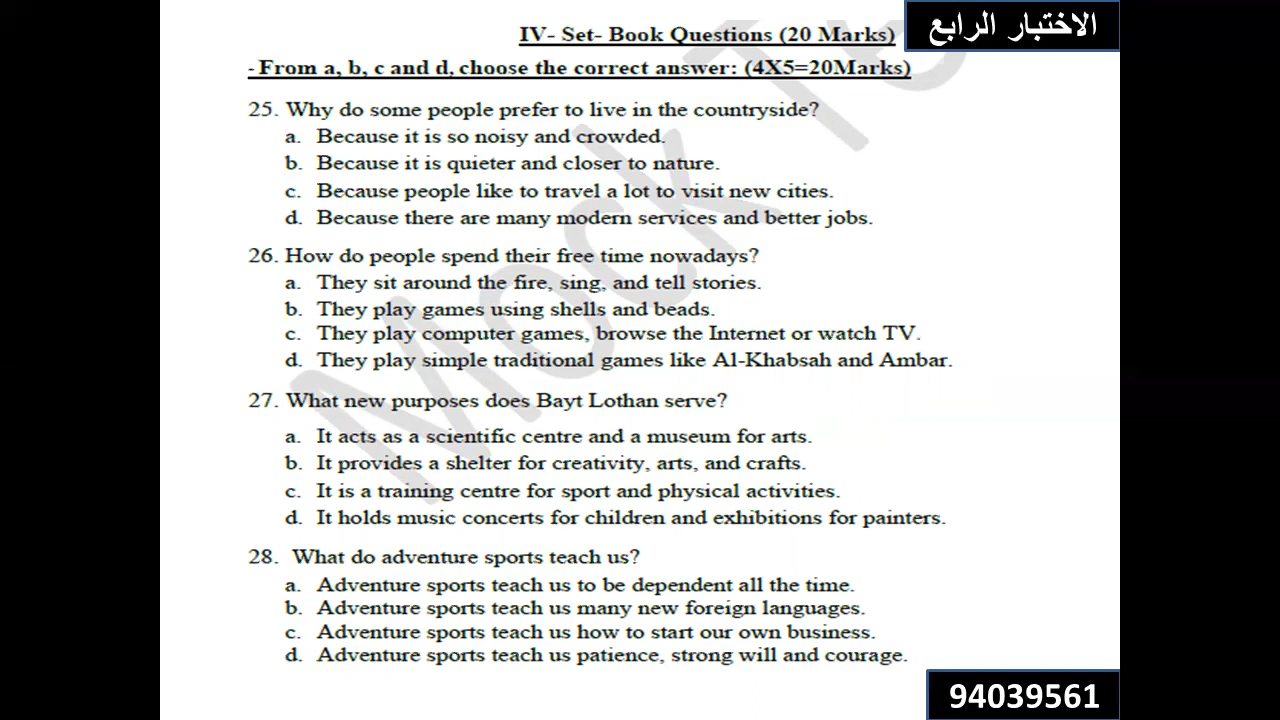 الاختبار الرابع
IV- Set- Book Questions (20 Marks)
- From a, b, c and d, choose the correct answer: (4X5=20Marks)
25. Why do some people prefer to live in the countryside?
a. Because it is so noisy and crowded.
b. Because it is quieter and closer to nature.
c. Because people like to travel a lot to visit new cities.
d. Because there are many modern services and better jobs.
26. How do people spend their free time nowadays?
a. They sit around the fire, sing, and tell stories.
b. They play games using shells and beads.
c. They play computer games, browse the Internet or watch TV.
d. They play simple traditional games like Al-Khabsah and Ambar.
27. What new purposes does Bayt Lothan serve?
a. It acts as a scientific centre and a museum for arts.
b. It provides a shelter for creativity, arts, and crafts.
c. It is a training centre for sport and physical activities.
d. It holds music concerts for children and exhibitions for painters.
28. What do adventure sports teach us?
a. Adventure sports teach us to be dependent all the time.
b. Adventure sports teach us many new foreign languages.
c. Adventure sports teach us how to start our own business.
d. Adventure sports teach us patience, strong will and courage.
94039561
Mock Te